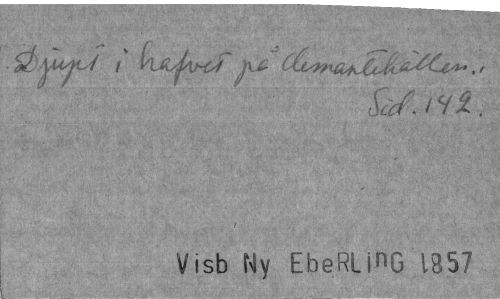 Djupt i hafvet på demantehällen.
Sid. 142.
Visb Ny EbeRLinG 1857